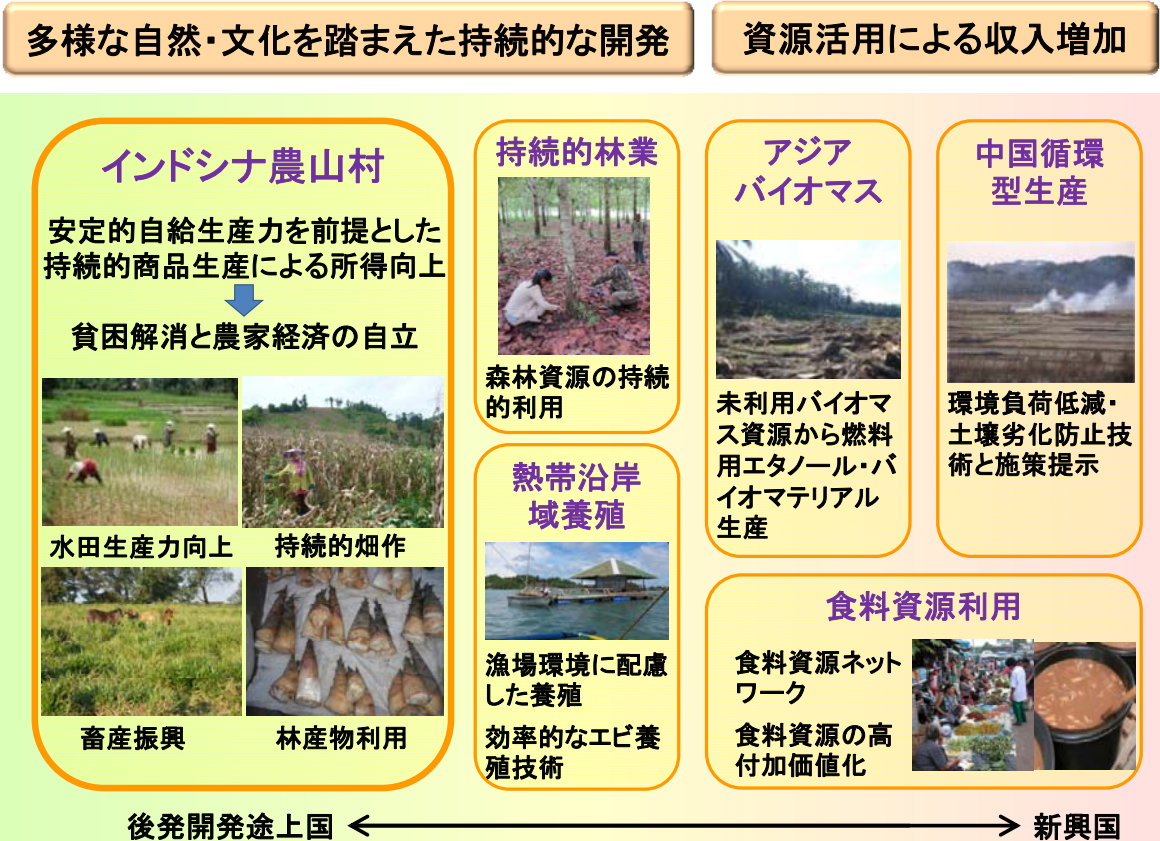 多様な自然・文化を踏まえた持続的な開発
資源活用による収入増加
インドシナ農山村
安定的自給生産力を前提とした
持続的商品生産による所得向上
貧困解消と農家経済の自立
水田生産力向上
持続的畑作
畜産振興
林産物利用
持続的林業
森林資源の持続
的利用
熱帯沿岸
域養殖
漁場環境に配慮
した養殖
効率的なエビ養
殖技術
アジア
バイオマス
未利用バイオマ
ス資源から燃料
用エタノール・バ
イオマテリアル
生産
中国循環
型生産
環境負荷低減・
土壌劣化防止技
術と施策提示
食料資源利用
食料資源ネット
ワーク
食料資源の高
付加価値化
後発開発途上国
新興国